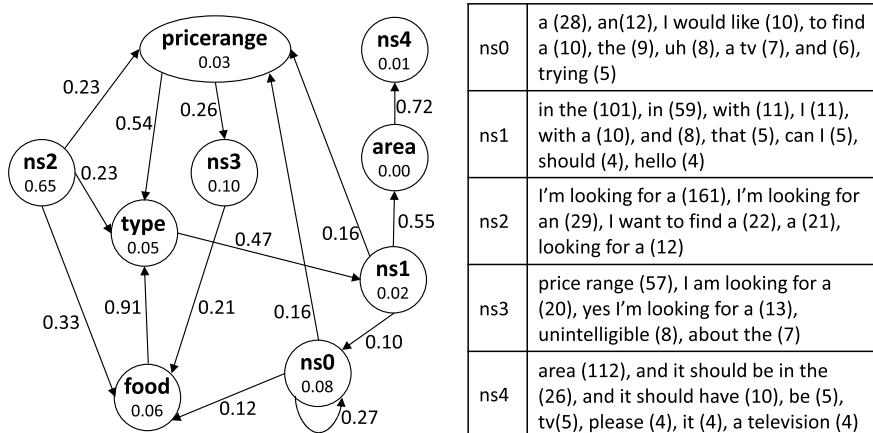 pricerange
0.03
ns4
0.01
0.23
0.54
0.26
0.72
ns2
0.65
0.23
ns3
0.10
area
0.00
type
0.05
0.47
0.16
0.55
ns1
0.02
0.33
0.91
0.21
0.16
0.10
food
0.06
ns0
0.08
0.12
0.27
ns0
a (28), an(12), I would like (10), to find
a (10), the (9), uh (8), a tv (7), and (6),
trying (5)
ns1
in the (101), in (59), with (11), I (11),
with a (10), and (8), that (5), can I (5),
should (4), hello (4)
ns2
I’m looking for a (161), I’m looking for
an (29), I want to find a (22), a (21),
looking for a (12)
ns3
price range (57), I am looking for a
(20), yes I’m looking for a (13),
unintelligible (8), about the (7)
ns4
area (112), and it should be in the
(26), and it should have (10), be (5),
tv(5), please (4), it (4), a television (4)